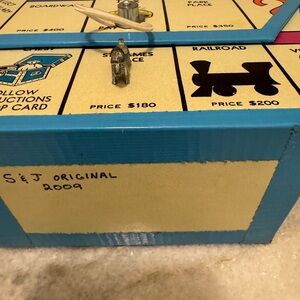 BOARDWALK
PARK
PLACE
PRICE $400
PRICE $350
CHEST
ST. JAMES
PLACE
RAILROAD
FOLLOW
INSTRUCTIONS
TOP CARD
PRICE $180
PRICE $200
S & J ORIGINAL
2009